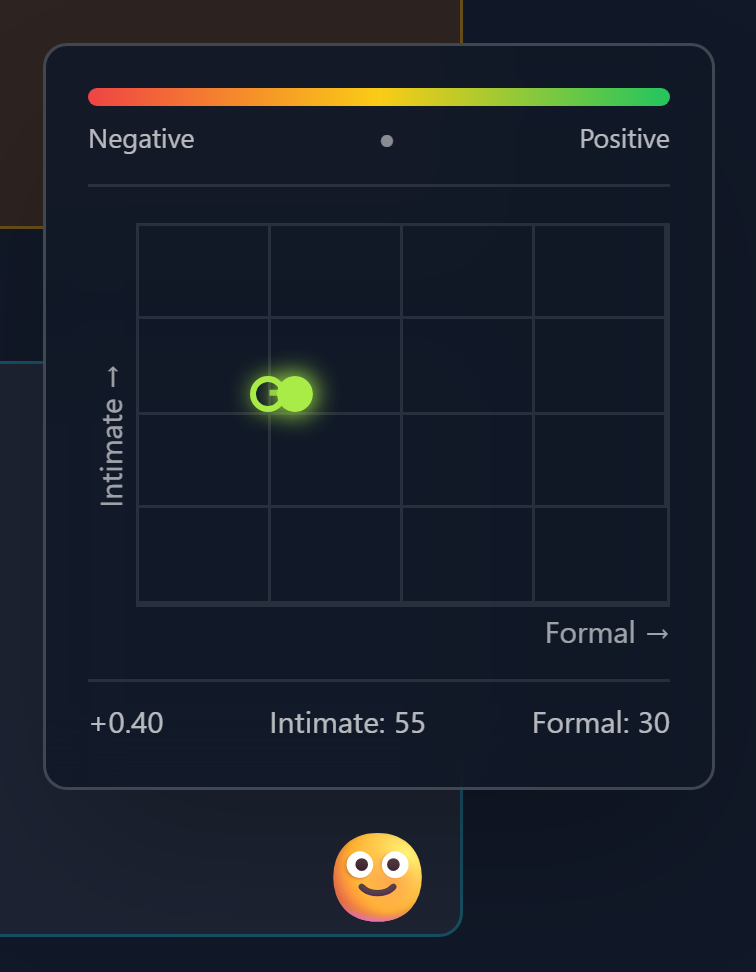 Negative
Positive
Intimate →
Formal →
+0.40
Intimate: 55
Formal: 30